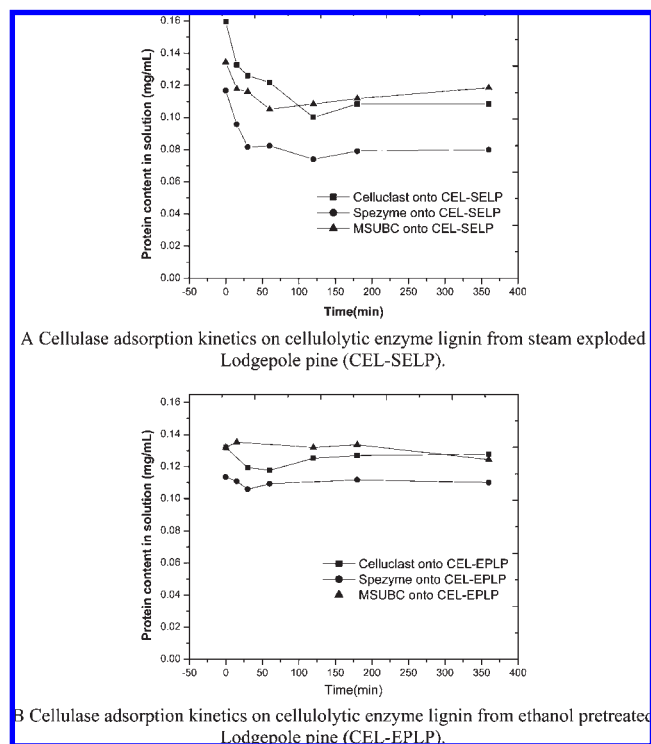 0.16
0.14
0.12
0.10
0.08
0.06
0.04
0.02
0.00
Protein content in solution (mg/mL)
Celluclast onto CEL-SELP
Spezyme onto CEL-SELP
MSUBC onto CEL-SELP
-50 0 50 100 150 200 250 300 350 400
Time(min)
A Cellulase adsorption kinetics on cellulolytic enzyme lignin from steam exploded
Lodgepole pine (CEL-SELP).
0.16
0.14
0.12
0.10
0.08
0.06
0.04
0.02
0.00
Protein content in solution (mg/mL)
Celluclast onto CEL-EPLP
Spezyme onto CEL-EPLP
MSUBC onto CEL-EPLP
-50 0 50 100 150 200 250 300 350 400
Time(min)
B Cellulase adsorption kinetics on cellulolytic enzyme lignin from ethanol pretreated
Lodgepole pine (CEL-EPLP).